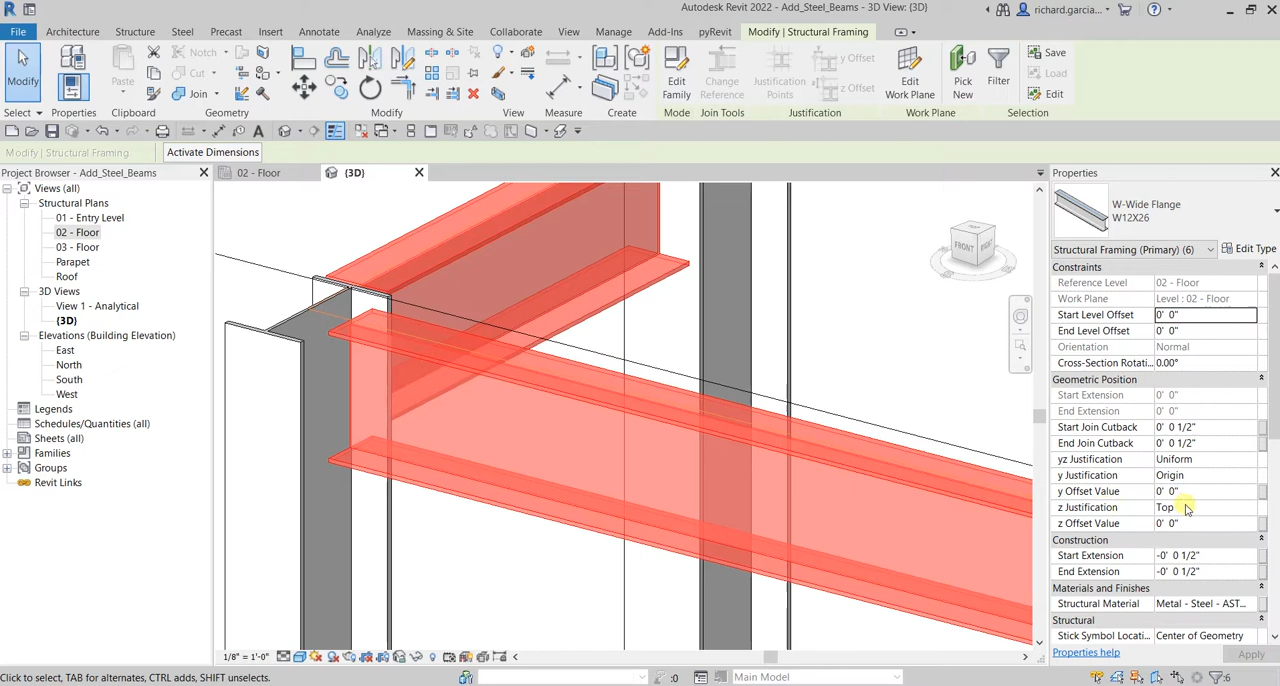 Autodesk Revit 2022 - Add_Steel_Beams - 3D View: {3D}
richard.garcia...
File Architecture Structure Steel Precast Insert Annotate Analyze Massing & Site Collaborate View Manage Add-Ins pyRevit Modify | Structural Framing
Modify
Paste
Notch
Cut
Join
Edit
Family
Change
Reference
Justification
Points
y Offset
z Offset
Edit
Work Plane
Pick
New
Filter
Save
Load
Edit
Select Properties Clipboard Geometry Modify View Measure Create Mode Join Tools Justification Work Plane Selection
Modify | Structural Framing
Activate Dimensions
Project Browser - Add_Steel_Beams
02 - Floor
{3D}
Views (all)
Structural Plans
01 - Entry Level
02 - Floor
03 - Floor
Parapet
Roof
3D Views
View 1 - Analytical
{3D}
Elevations (Building Elevation)
East
North
South
West
Legends
Schedules/Quantities (all)
Sheets (all)
Families
Groups
Revit Links
FRONT
RIGHT
Properties
W-Wide Flange
W12X26
Structural Framing (Primary) (6)
Edit Type
Constraints
Reference Level 02 - Floor
Work Plane Level : 02 - Floor
Start Level Offset 0' 0"
End Level Offset 0' 0"
Orientation Normal
Cross-Section Rotati... 0.00°
Geometric Position
Start Extension 0' 0"
End Extension 0' 0"
Start Join Cutback 0' 0 1/2"
End Join Cutback 0' 0 1/2"
yz Justification Uniform
y Justification Origin
y Offset Value 0' 0"
z Justification Top
z Offset Value 0' 0"
Construction
Start Extension -0' 0 1/2"
End Extension -0' 0 1/2"
Materials and Finishes
Structural Material Metal - Steel - AST...
Structural
Stick Symbol Locati... Center of Geometry
Properties help
Apply
1/8" = 1'-0"
Click to select, TAB for alternates, CTRL adds, SHIFT unselects.
:0
Main Model
:6